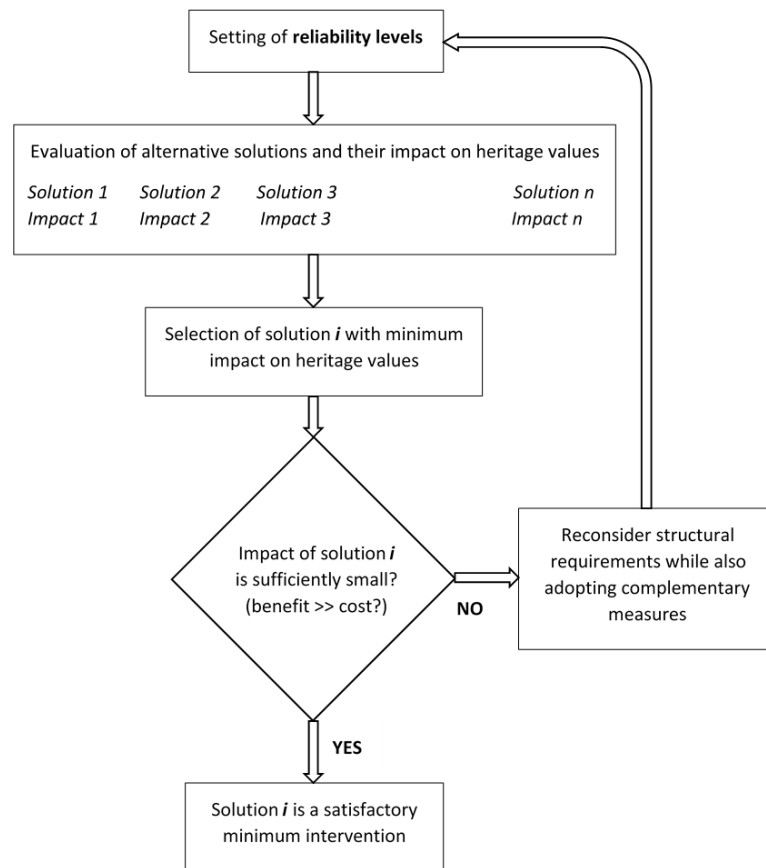 Setting of reliability levels
Evaluation of alternative solutions and their impact on heritage values
Solution 1 Solution 2 Solution 3 Solution n
Impact 1 Impact 2 Impact 3 Impact n
Selection of solution i with minimum
impact on heritage values
Impact of solution i
is sufficiently small?
(benefit >> cost?)
NO
Reconsider structural
requirements while also
adopting complementary
measures
YES
Solution i is a satisfactory
minimum intervention